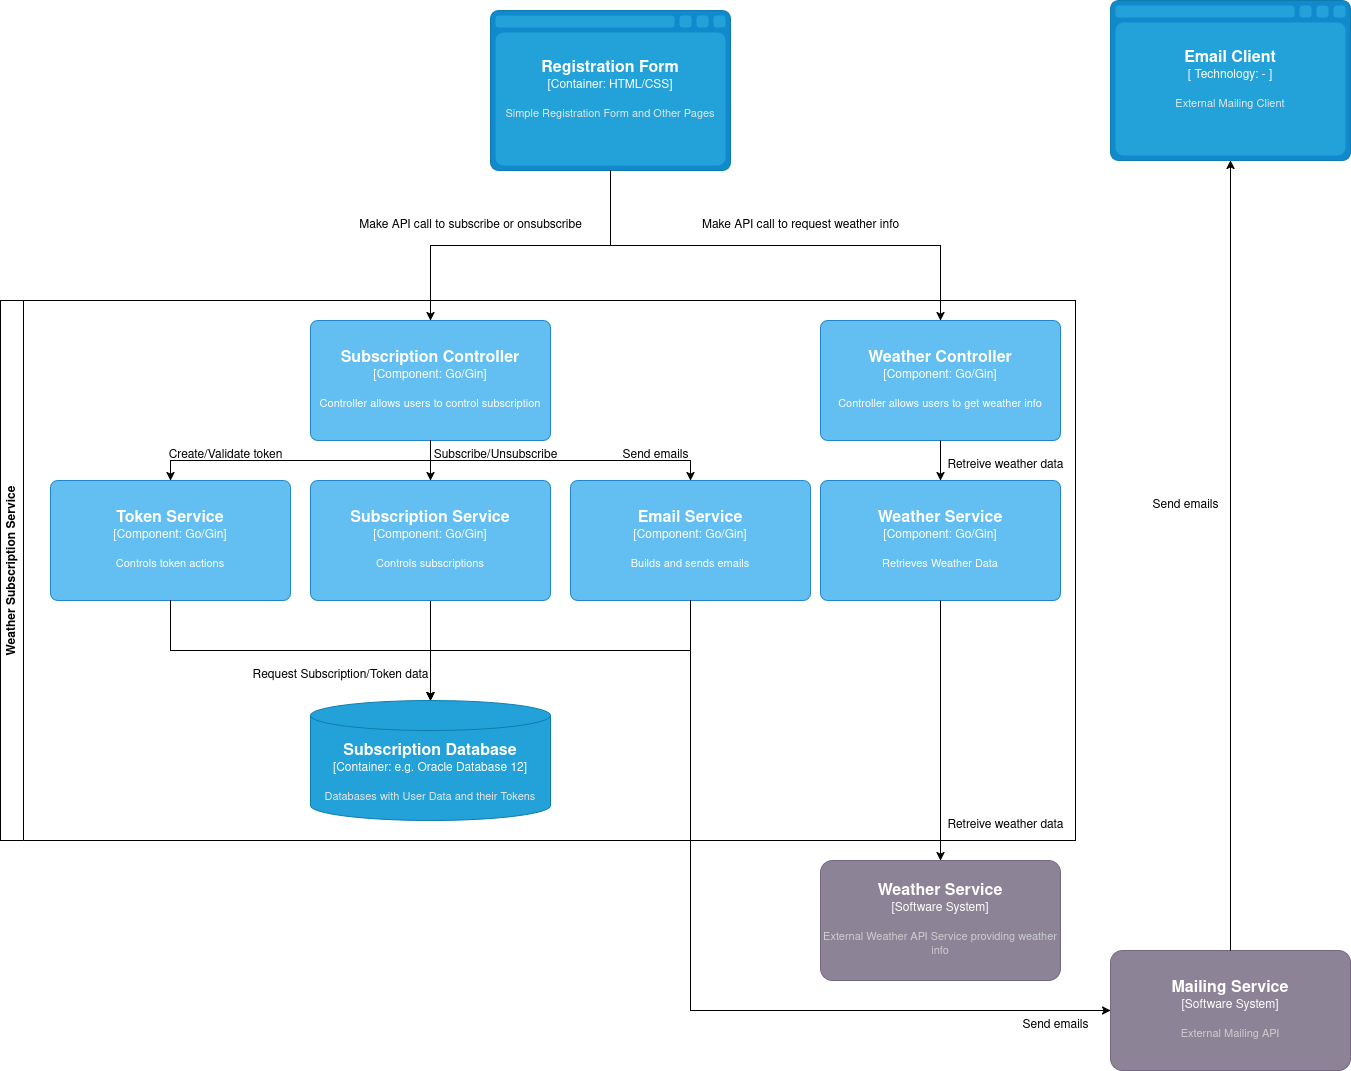 Registration Form
[Container: HTML/CSS]
Simple Registration Form and Other Pages
Email Client
[ Technology: - ]
External Mailing Client
Make API call to subscribe or onsubscribe
Make API call to request weather info
Weather Subscription Service
Subscription Controller
[Component: Go/Gin]
Controller allows users to control subscription
Weather Controller
[Component: Go/Gin]
Controller allows users to get weather info
Create/Validate token
Subscribe/Unsubscribe
Send emails
Retreive weather data
Token Service
[Component: Go/Gin]
Controls token actions
Subscription Service
[Component: Go/Gin]
Controls subscriptions
Email Service
[Component: Go/Gin]
Builds and sends emails
Weather Service
[Component: Go/Gin]
Retrieves Weather Data
Send emails
Request Subscription/Token data
Subscription Database
[Container: e.g. Oracle Database 12]
Databases with User Data and their Tokens
Retreive weather data
Weather Service
[Software System]
External Weather API Service providing weather
info
Mailing Service
[Software System]
External Mailing API
Send emails